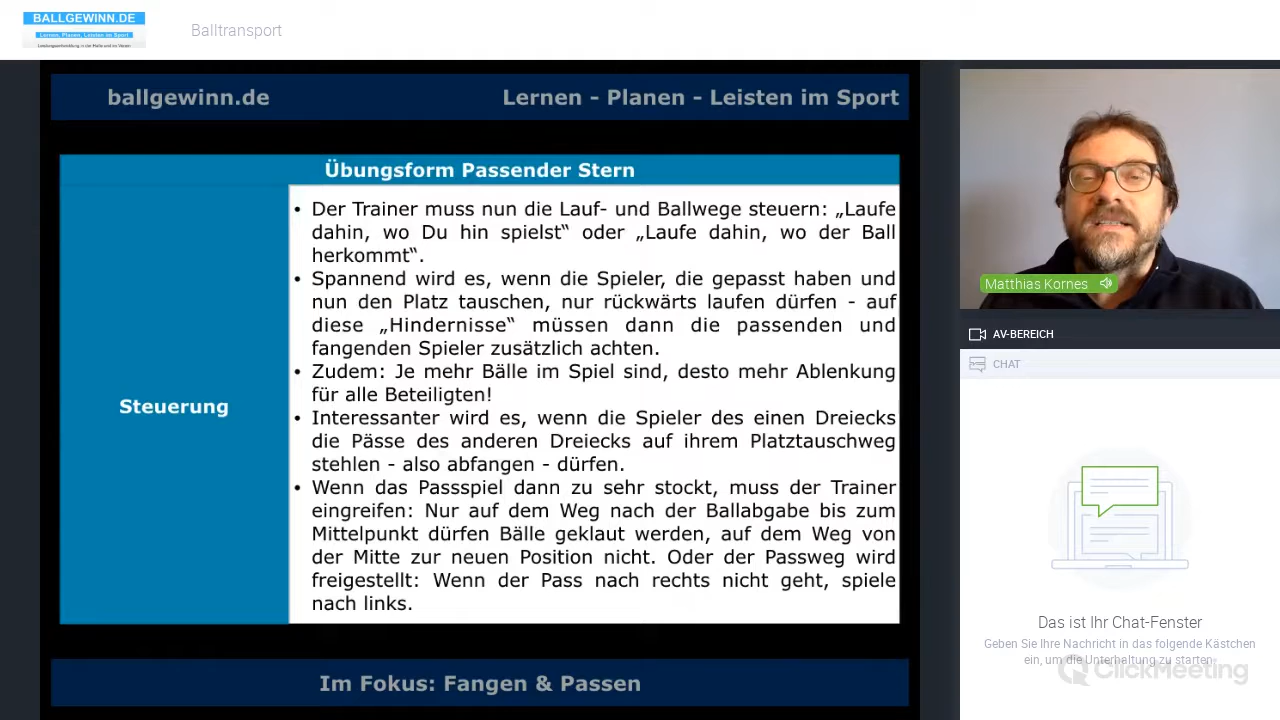 BALLGEWINN.DE
Lernen, Planen, Leisten im Sport
Balltransport
ballgewinn.de
Lernen - Planen - Leisten im Sport
Übungsform Passender Stern
Steuerung
• Der Trainer muss nun die Lauf- und Ballwege steuern: „Laufe
dahin, wo Du hin spielst“ oder „Laufe dahin, wo der Ball
herkommt“.
• Spannend wird es, wenn die Spieler, die gepasst haben und
nun den Platz tauschen, nur rückwärts laufen dürfen - auf
diese „Hindernisse“ müssen dann die passenden und
fangenden Spieler zusätzlich achten.
• Zudem: Je mehr Bälle im Spiel sind, desto mehr Ablenkung
für alle Beteiligten!
• Interessanter wird es, wenn die Spieler des einen Dreiecks
die Pässe des anderen Dreiecks auf ihrem Platztauschweg
stehlen - also abfangen - dürfen.
• Wenn das Passspiel dann zu sehr stockt, muss der Trainer
eingreifen: Nur auf dem Weg nach der Ballabgabe bis zum
Mittelpunkt dürfen Bälle geklaut werden, auf dem Weg von
der Mitte zur neuen Position nicht. Oder der Passweg wird
freigestellt: Wenn der Pass nach rechts nicht geht, spiele
nach links.
Im Fokus: Fangen & Passen
Matthias Kornes
AV-BEREICH
CHAT
Das ist Ihr Chat-Fenster
Geben Sie Ihre Nachricht in das folgende Kästchen
ein, um die Unterhaltung zu starten.
ClickMeeting